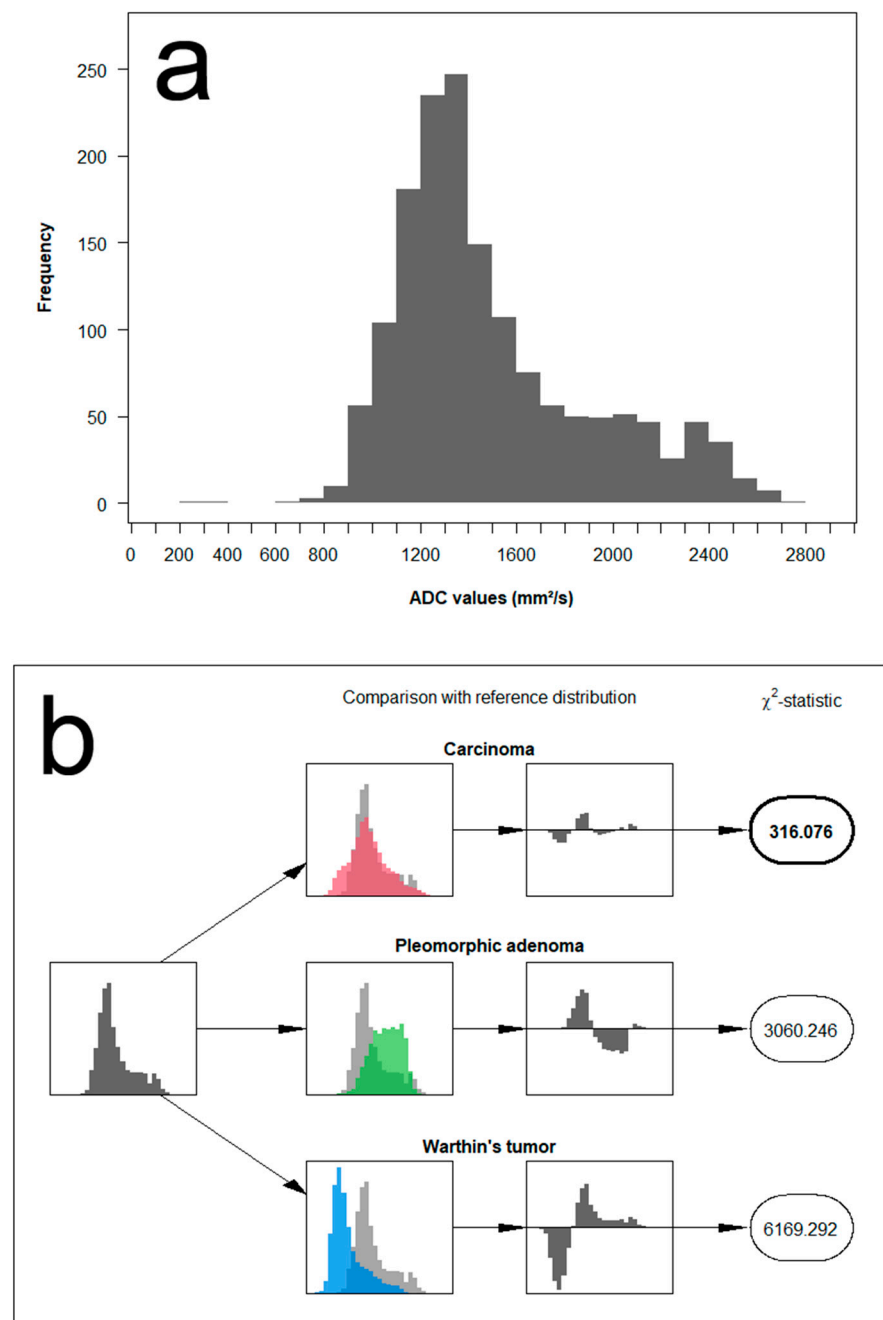 a
250
200
150
100
50
0
Frequency
0 200 400 600 800 1200 1600 2000 2400 2800
ADC values (mm²/s)
b
Comparison with reference distribution χ²-statistic
Carcinoma
316.076
Pleomorphic adenoma
3060.246
Warthin's tumor
6169.292